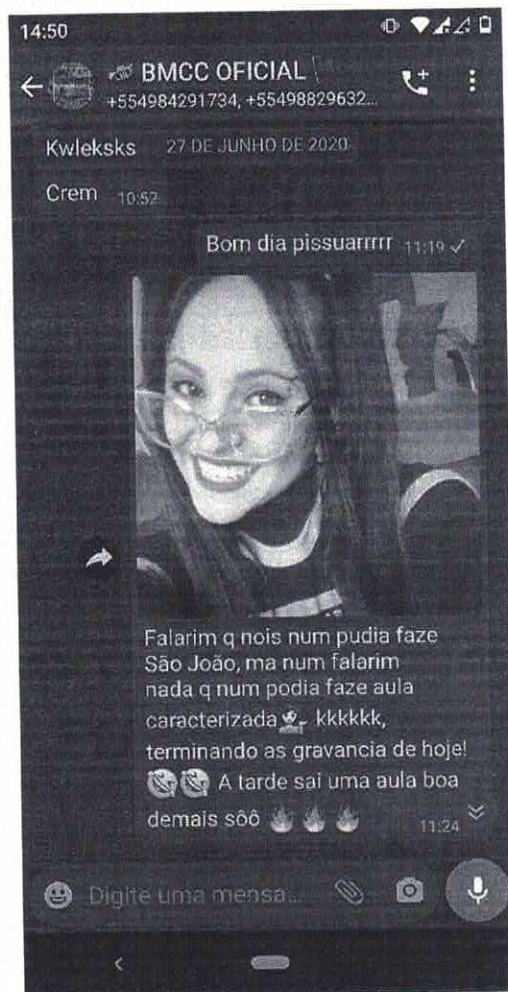 14:50
BMCC OFICIAL
+554984291734, +55498829632...
Kwleksks
27 DE JUNHO DE 2020
Crem 10:52
Bom dia pissuarrrrr 11:19
Falarim q nois num pudia faze
São João, ma num falarim
nada q num podia faze aula
caracterizada kkkkkk,
terminando as gravancia de hoje!
A tarde sai uma aula boa
demais sôô
11:24
Digite uma mensa...